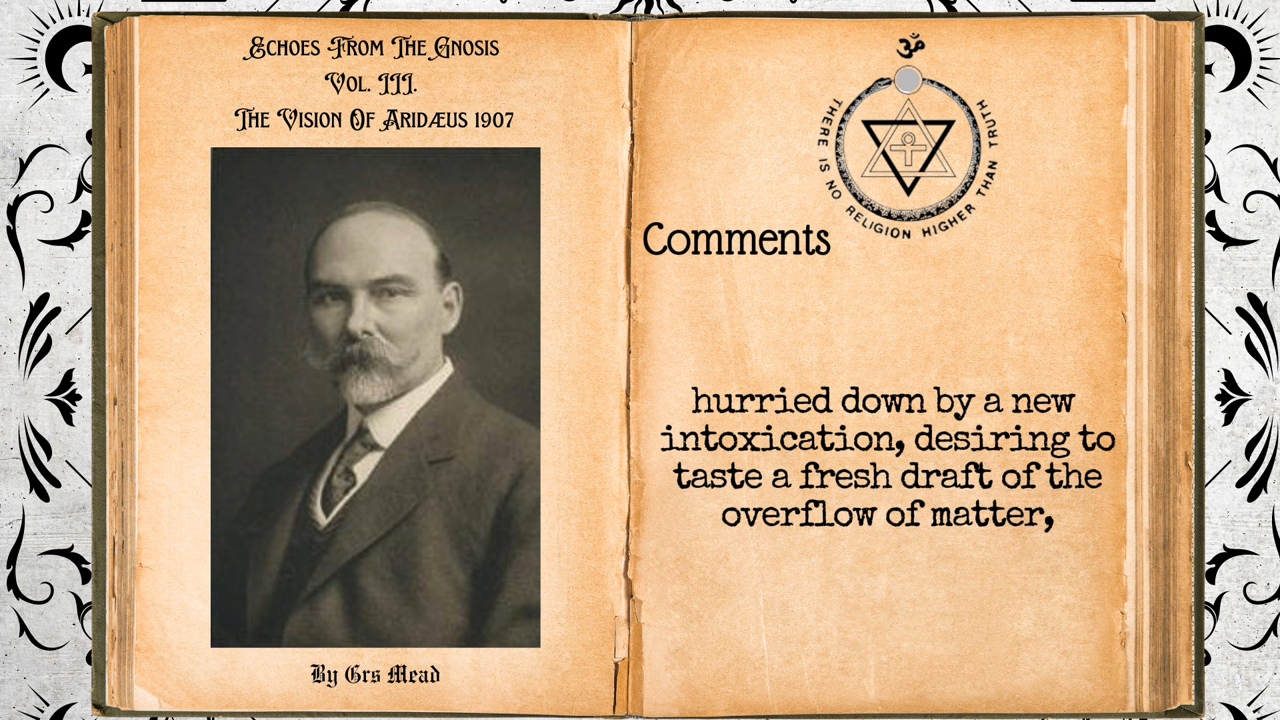 Echoes From The Gnosis
Vol. III.
The Vision Of Aridæus 1907
By Grs Mead
ॐ
THERE IS NO RELIGION HIGHER THAN TRUTH
Comments
hurried down by a new
intoxication, desiring to
taste a fresh draft of the
overflow of matter,